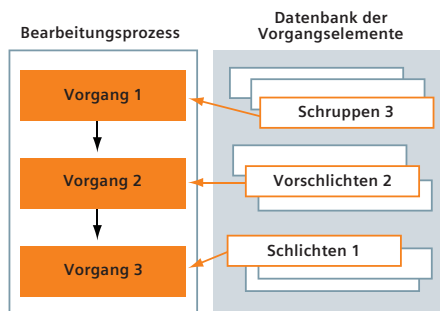 Bearbeitungsprozess
Datenbank der
Vorgangselemente
Vorgang 1
Schruppen 3
Vorgang 2
Vorschlichten 2
Vorgang 3
Schlichten 1